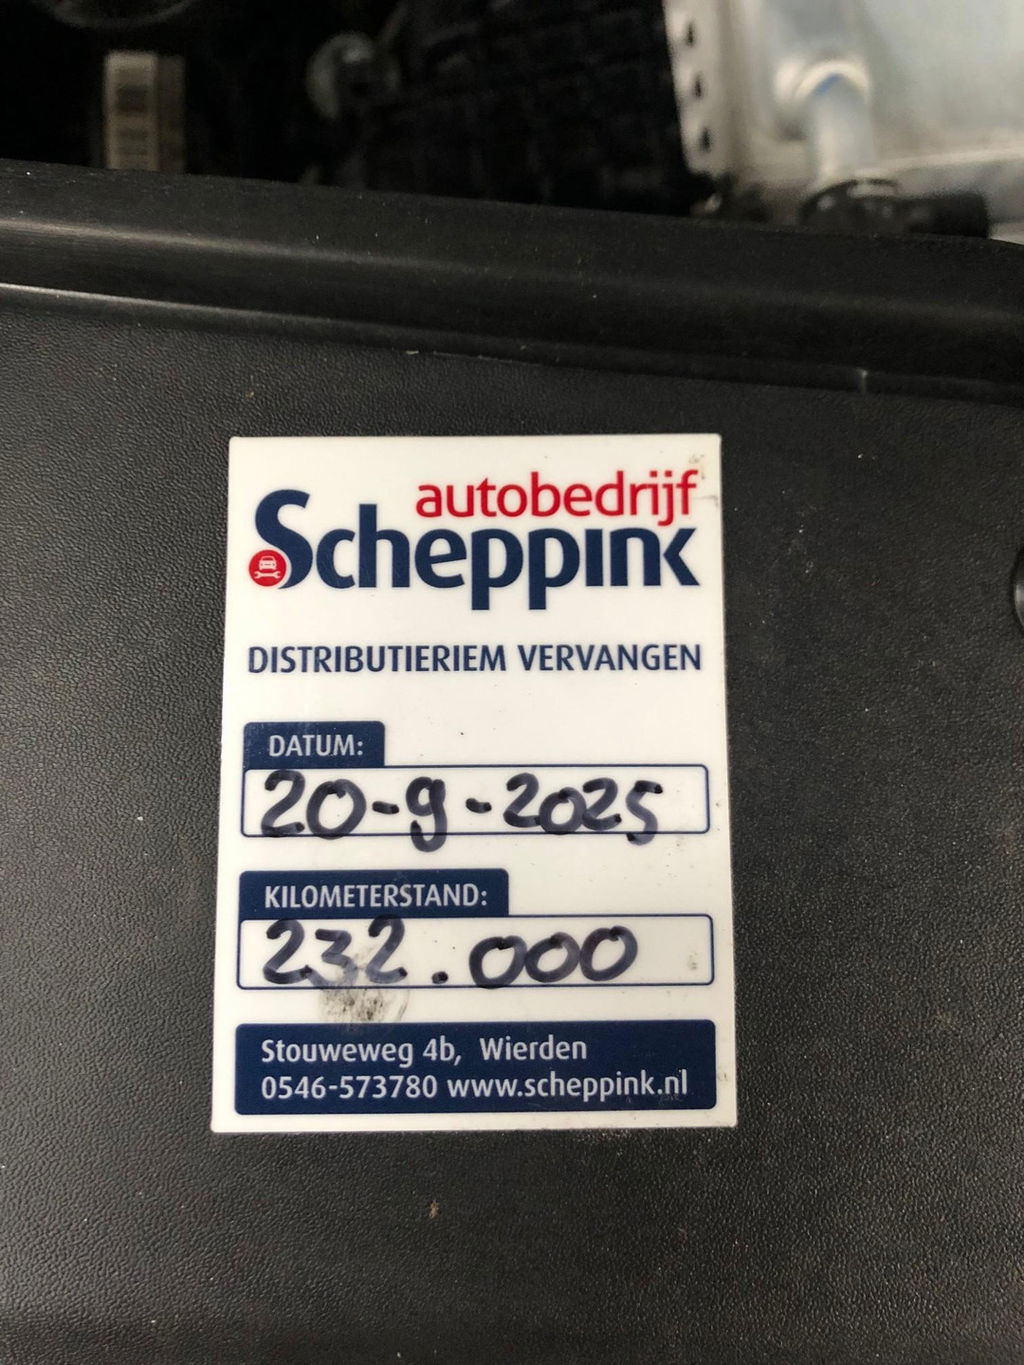 autobedrijf
Scheppink
DISTRIBUTIERIEM VERVANGEN
DATUM:
20-9-2025
KILOMETERSTAND:
232.000
Stouweweg 4b, Wierden
0546-573780 www.scheppink.nl